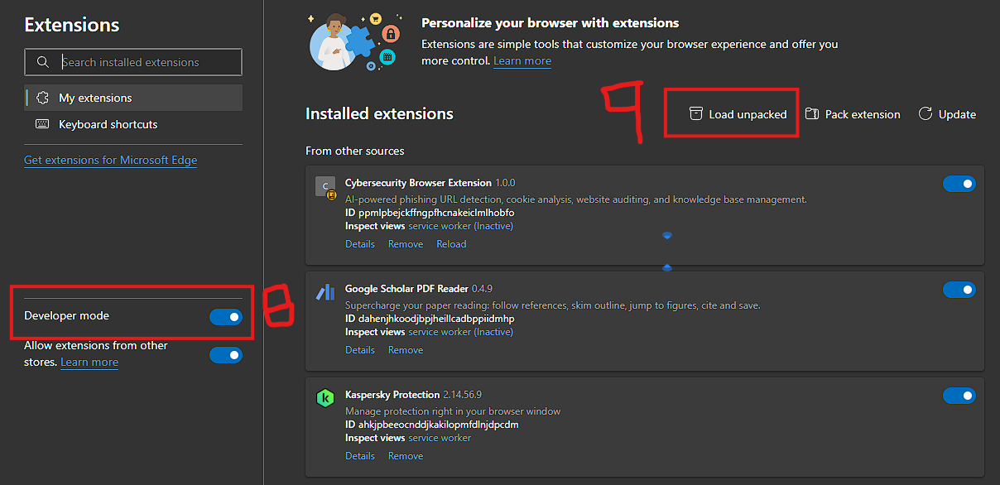 Extensions
Search installed extensions
My extensions
Keyboard shortcuts
Get extensions for Microsoft Edge
Developer mode
8
Allow extensions from other
stores. Learn more
Personalize your browser with extensions
Extensions are simple tools that customize your browser experience and offer you
more control. Learn more
Installed extensions
9
Load unpacked
Pack extension
Update
From other sources
C
Cybersecurity Browser Extension 1.0.0
AI-powered phishing URL detection, cookie analysis, website auditing, and knowledge base management.
ID ppmlpbejckffngpfhcnakeiclmlhobfo
Inspect views service worker (Inactive)
Details Remove Reload
Google Scholar PDF Reader 0.4.9
Supercharge your paper reading: follow references, skim outline, jump to figures, cite and save.
ID dahenjhkoodjbpjheillcadbppiidmhp
Inspect views service worker (Inactive)
Details Remove
k
Kaspersky Protection 2.14.56.9
Manage protection right in your browser window
ID ahkjpbeeocnddjkakilopmfdlnjdpcdm
Inspect views service worker
Details Remove